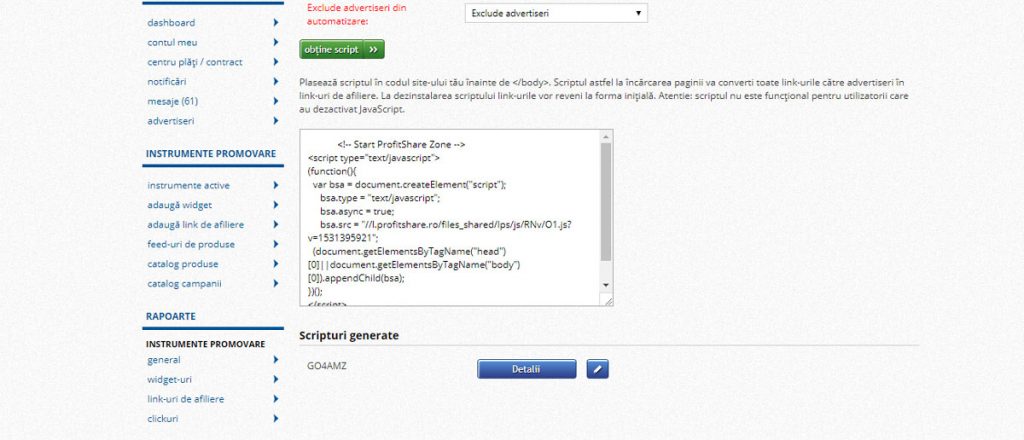 dashboard
contul meu
centru plăți / contract
notificări
mesaje (61)
advertiseri
INSTRUMENTE PROMOVARE
instrumente active
adaugă widget
adaugă link de afiliere
feed-uri de produse
catalog produse
catalog campanii
RAPOARTE
INSTRUMENTE PROMOVARE
general
widget-uri
link-uri de afiliere
clickuri
Exclude advertiseri din
automatizare:
Exclude advertiseri
obține script
Plasează scriptul în codul site-ului tău înainte de </body>. Scriptul astfel la încărcarea paginii va converti toate link-urile către advertiseri în
link-uri de afiliere. La dezinstalarea scriptului link-urile vor reveni la forma inițială. Atentie: scriptul nu este funcțional pentru utilizatorii care
au dezactivat JavaScript.
<!-- Start ProfitShare Zone -->
<script type="text/javascript">
(function(){
var bsa = document.createElement("script");
bsa.type = "text/javascript";
bsa.async = true;
bsa.src = "//l.profitshare.ro/files_shared/lps/js/RNv/O1.js?
v=1531395921";
(document.getElementsByTagName("head")
[0]||document.getElementsByTagName("body")
[0]).appendChild(bsa);
})();
</script>
Scripturi generate
GO4AMZ
Detalii